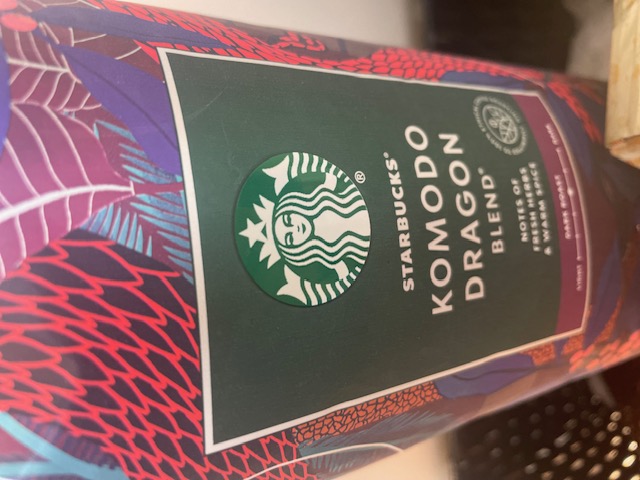 STARBUCKS®
KOMODO
DRAGON
BLEND®
NOTES OF
FRESH HERBS
& WARM SPICE
DARK ROAST
®